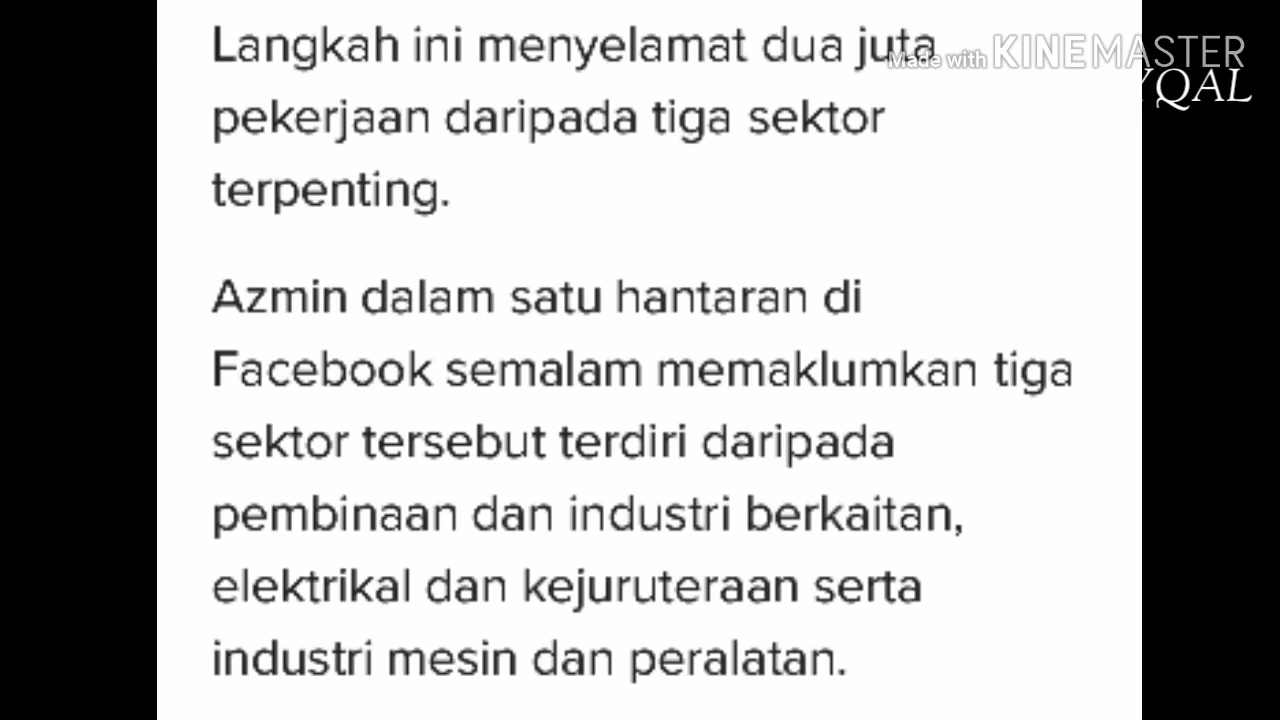 Langkah ini menyelamat dua juta
Made with KINEMASTER
QAL
pekerjaan daripada tiga sektor
terpenting.
Azmin dalam satu hantaran di
Facebook semalam memaklumkan tiga
sektor tersebut terdiri daripada
pembinaan dan industri berkaitan,
elektrikal dan kejuruteraan serta
industri mesin dan peralatan.